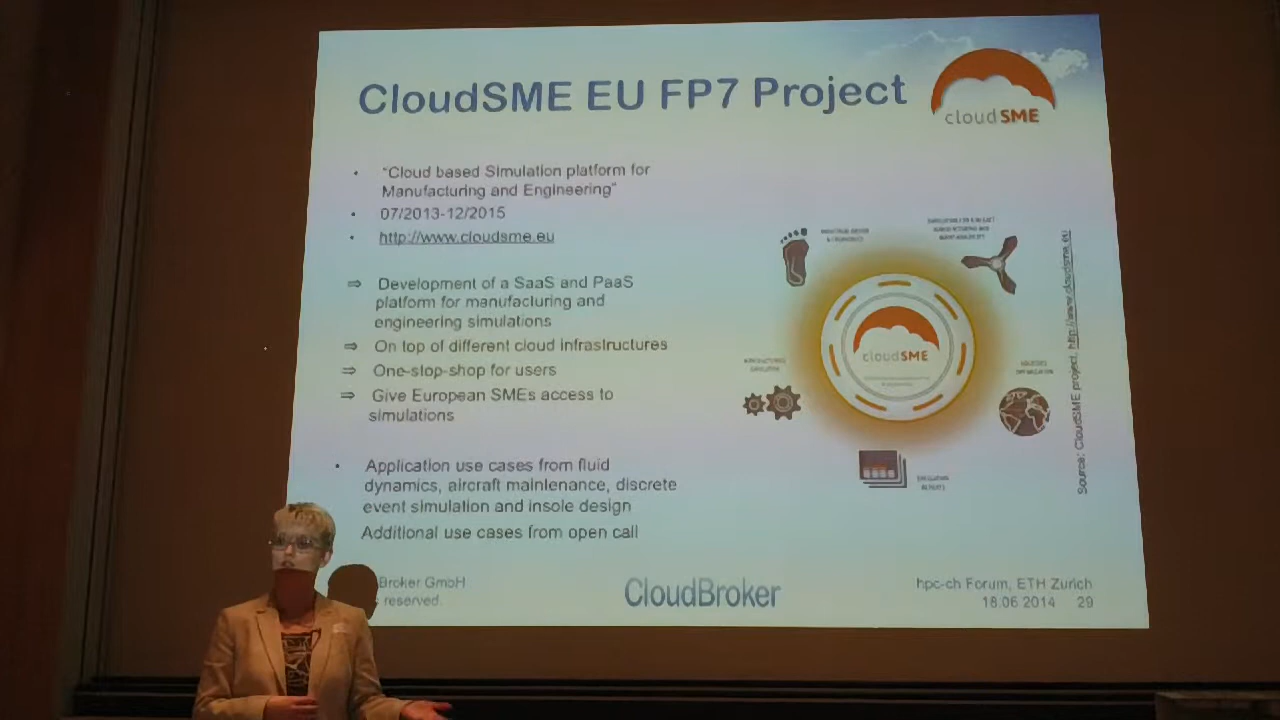 CloudSME EU FP7 Project
cloudSME
• "Cloud based Simulation platform for
Manufacturing and Engineering"
• 07/2013-12/2015
• http://www.cloudsme.eu
⇒ Development of a SaaS and PaaS
platform for manufacturing and
engineering simulations
⇒ On top of different cloud infrastructures
⇒ One-stop-shop for users
⇒ Give European SMEs access to
simulations
• Application use cases from fluid
dynamics, aircraft maintenance, discrete
event simulation and insole design
Additional use cases from open call
cloudSME
Source: CloudSME project, http://www.cloudsme.eu
Broker GmbH
reserved.
CloudBroker
hpc-ch Forum, ETH Zurich
18.06 2014 29